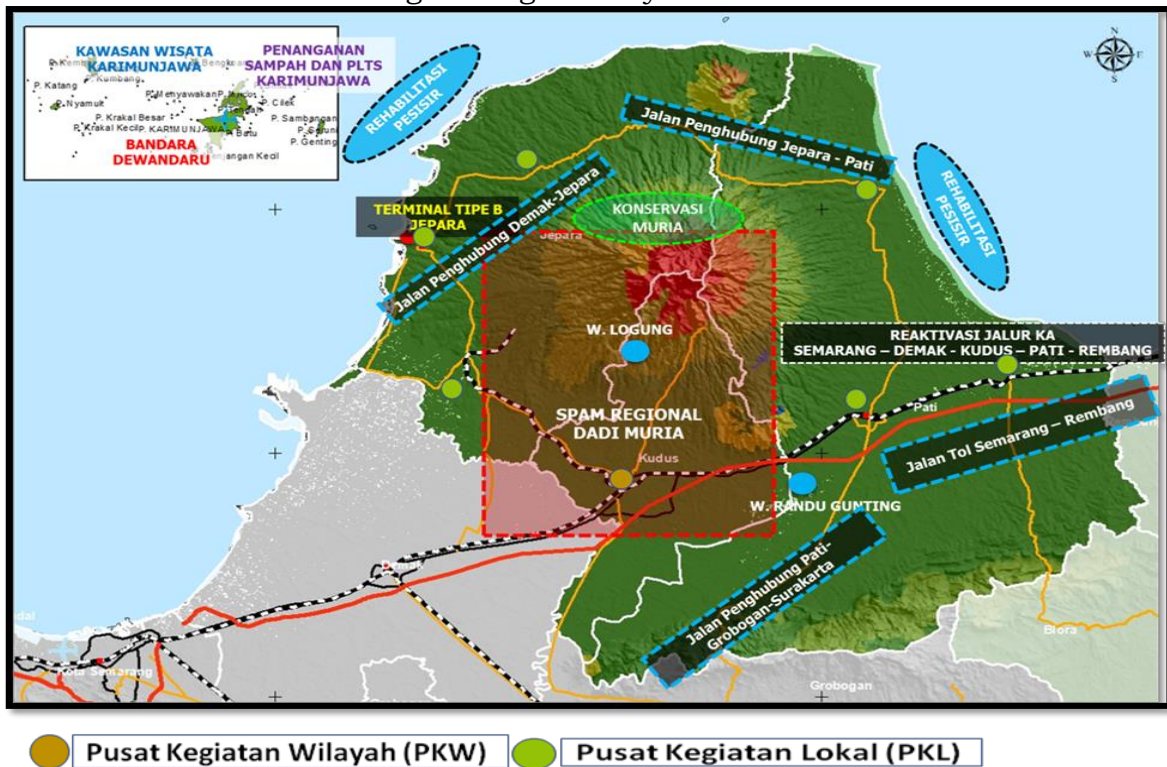 KAWASAN WISATA
KARIMUNJAWA
PENANGANAN
SAMPAH DAN PLTS
KARIMUNJAWA
P. Katang
P. Nyamuk
P. Menyawakan
P. Cilek
P. Krakal Besar
P. Sambangan
P. Krakal Kecil
P. KARIMUNJAWA
P. Genting
BANDARA
DEWANDARU
REHABILITASI
PESISIR
N
W
E
S
Jalan Penghubung Jepara - Pati
REHABILITASI
PESISIR
Jalan Penghubung Demak-Jepara
TERMINAL TIPE B
JEPARA
KONSERVASI
MURIA
Jepara
W. LOGUNG
REAKTIVASI JALUR KA
SEMARANG – DEMAK - KUDUS – PATI - REMBANG
SPAM REGIONAL
DADI MURIA
Pati
Kudus
Jalan Tol Semarang – Rembang
W. RANDU GUNTING
Jalan Penghubung Pati-
Grobogan-Surakarta
Demak
Blora
Kota Semarang
Grobogan
Pusat Kegiatan Wilayah (PKW)
Pusat Kegiatan Lokal (PKL)